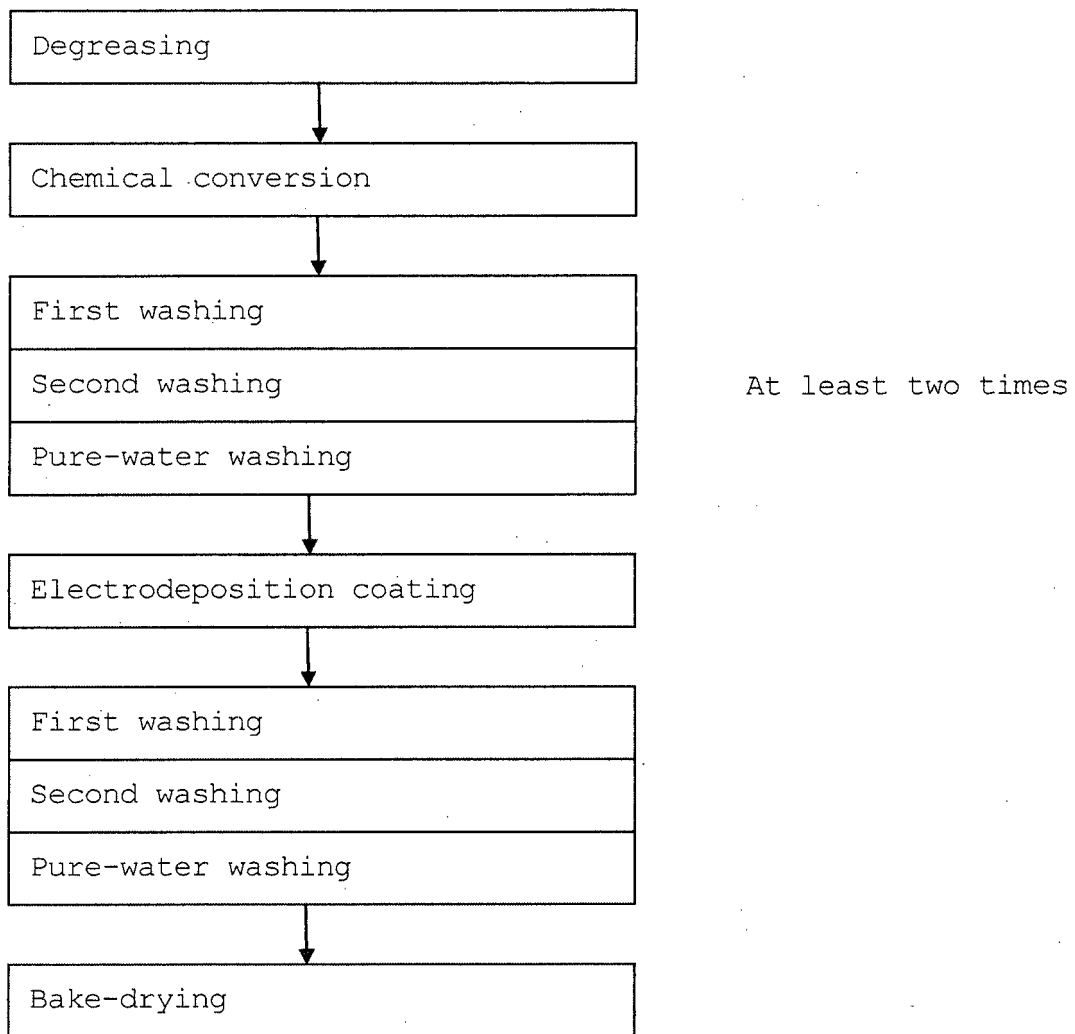 Degreasing
Chemical conversion
First washing
Second washing
At least two times
Pure-water washing
Electrodeposition coating
First washing
Second washing
Pure-water washing
Bake-drying